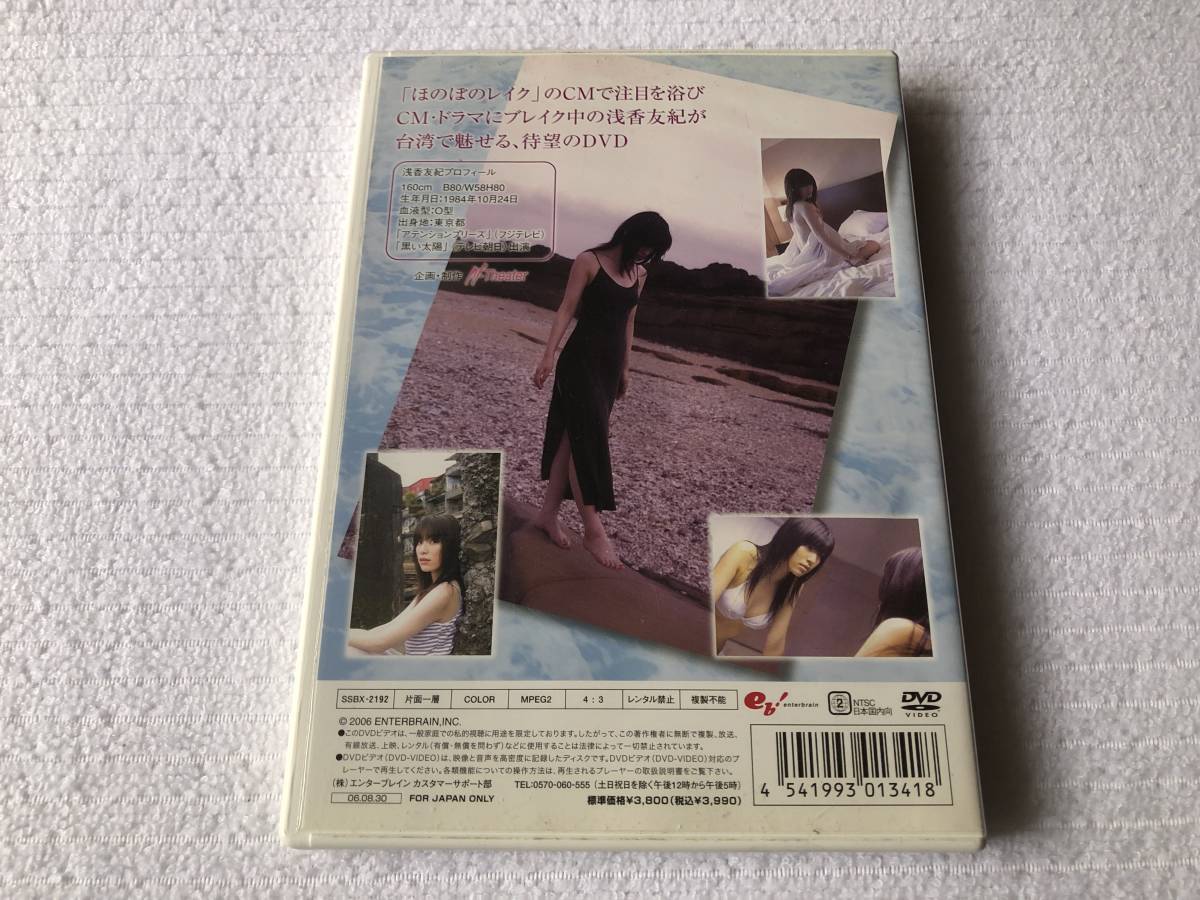 「ほのぼのレイク」のCMで注目を浴び
CM・ドラマにブレイク中の浅香友紀が
台湾で魅せる、待望のDVD
浅香友紀プロフィール
160cm B80/W58H80
生年月日:1984年10月24日
血液型:O型
出身地:東京都
「アテンションプリーズ」(フジテレビ)
「黒い太陽」(テレビ朝日)出演
企画・制作 N・Theater
SSBX-2192 片面一層 COLOR MPEG2 4:3 レンタル禁止 複製不能
eb! enterbrain
2 NTSC 日本国内向
DVD VIDEO
© 2006 ENTERBRAIN,INC.
●このDVDビデオは、一般家庭での私的視聴に用途を限定しております。したがって、この著作権者に無断で複製、放送、
有線放送、上映、レンタル(有償・無償を問わず)などに使用することは法律によって一切禁止されています。
●DVDビデオ(DVD-VIDEO)は、映像と音声を高密度に記録したディスクです。DVDビデオ(DVD-VIDEO)対応のプ
レーヤーで再生してください。各類機能についての操作方法は、再生されるプレーヤーの取扱説明書をご覧下さい。
(株)エンターブレイン カスタマーサポート部 TEL:0570-060-555(土日祝日を除く午後12時から午後5時)
06.08.30 FOR JAPAN ONLY 標準価格¥3,800(税込¥3,990)
4 541993 013418